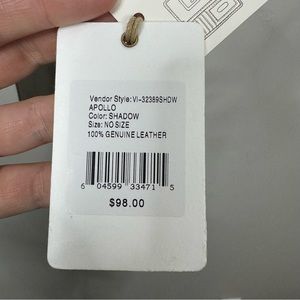 Vendor Style: VI-32389SHDW
APOLLO
Color: SHADOW
Size: NO SIZE
100% GENUINE LEATHER
6 04599 33471 5
$98.00